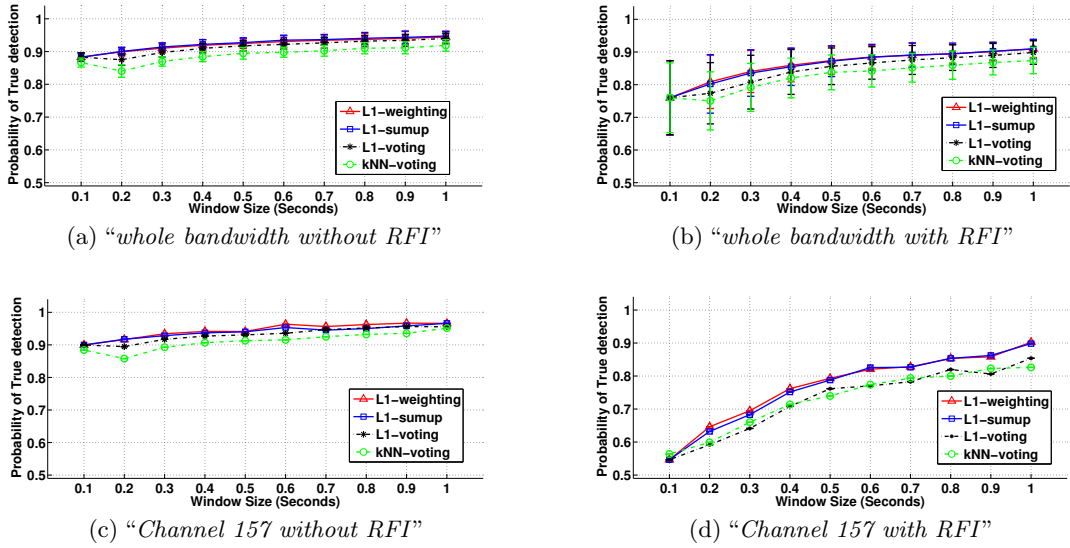 Probability of True detection
1
0.9
0.8
0.7
0.6
0.5
L1−weighting
L1−sumup
L1−voting
kNN−voting
0.1 0.2 0.3 0.4 0.5 0.6 0.7 0.8 0.9 1
Window Size (Seconds)
(a) “whole bandwidth without RFI”
Probability of True detection
1
0.9
0.8
0.7
0.6
0.5
L1−weighting
L1−sumup
L1−voting
kNN−voting
0.1 0.2 0.3 0.4 0.5 0.6 0.7 0.8 0.9 1
Window Size (Seconds)
(b) “whole bandwidth with RFI”
Probability of True detection
1
0.9
0.8
0.7
0.6
0.5
L1−weighting
L1−sumup
L1−voting
kNN−voting
0.1 0.2 0.3 0.4 0.5 0.6 0.7 0.8 0.9 1
Window Size (Seconds)
(c) “Channel 157 without RFI”
Probability of True detection
1
0.9
0.8
0.7
0.6
0.5
L1−weighting
L1−sumup
L1−voting
kNN−voting
0.1 0.2 0.3 0.4 0.5 0.6 0.7 0.8 0.9 1
Window Size (Seconds)
(d) “Channel 157 with RFI”